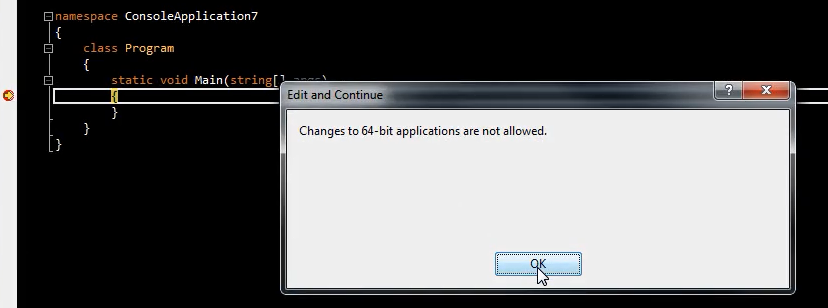 namespace ConsoleApplication7
{
class Program
{
static void Main(string[] args)
{
}
}
}
Edit and Continue
?
Changes to 64-bit applications are not allowed.
OK